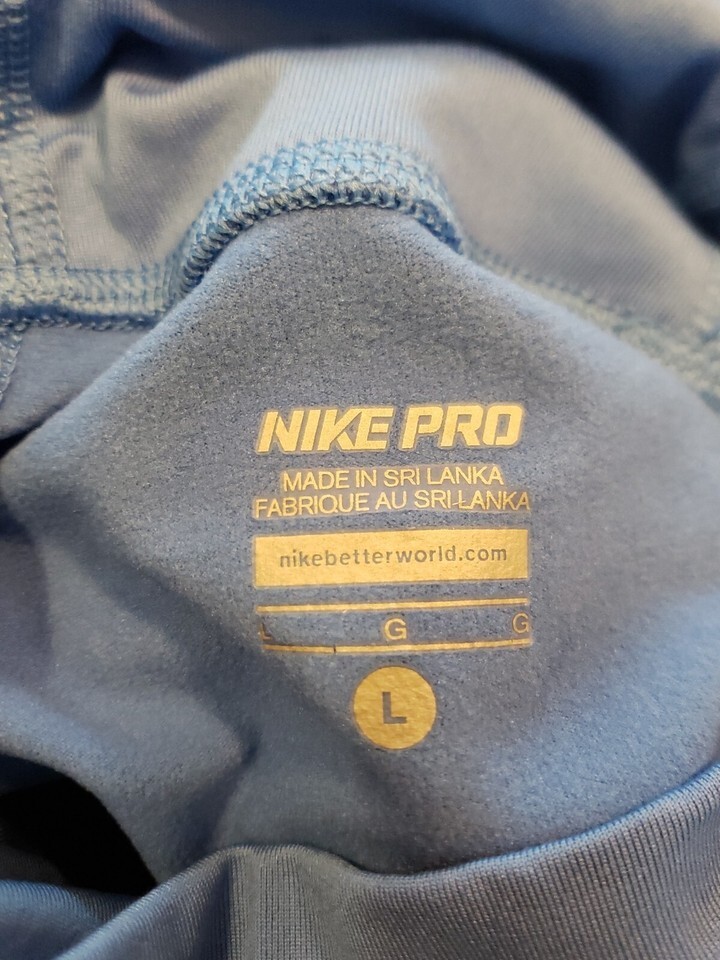 NIKE PRO
MADE IN SRI LANKA
FABRIQUE AU SRI-LANKA
nikebetterworld.com
L G G
L